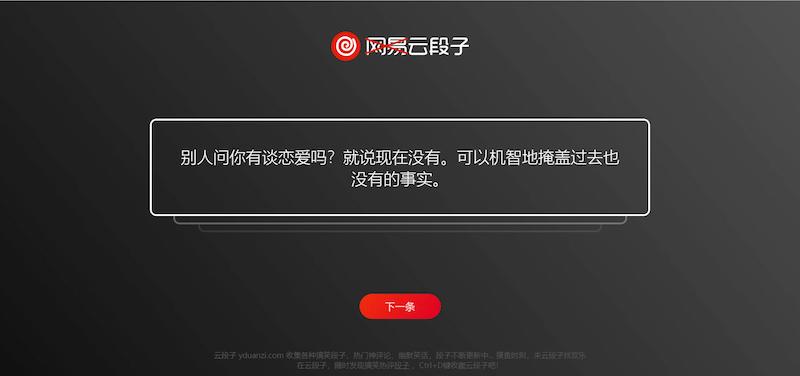 网易云段子
别人问你有谈恋爱吗？就说现在没有。可以机智地掩盖过去也
没有的事实。
下一条
云段子 yduanzi.com 收集各种搞笑段子，热门神评论，幽默笑话，段子不断更新中... 摸鱼时刻，来云段子找欢乐
在云段子，随时发现搞笑热评段子 ，Ctrl+D键收藏云段子吧!